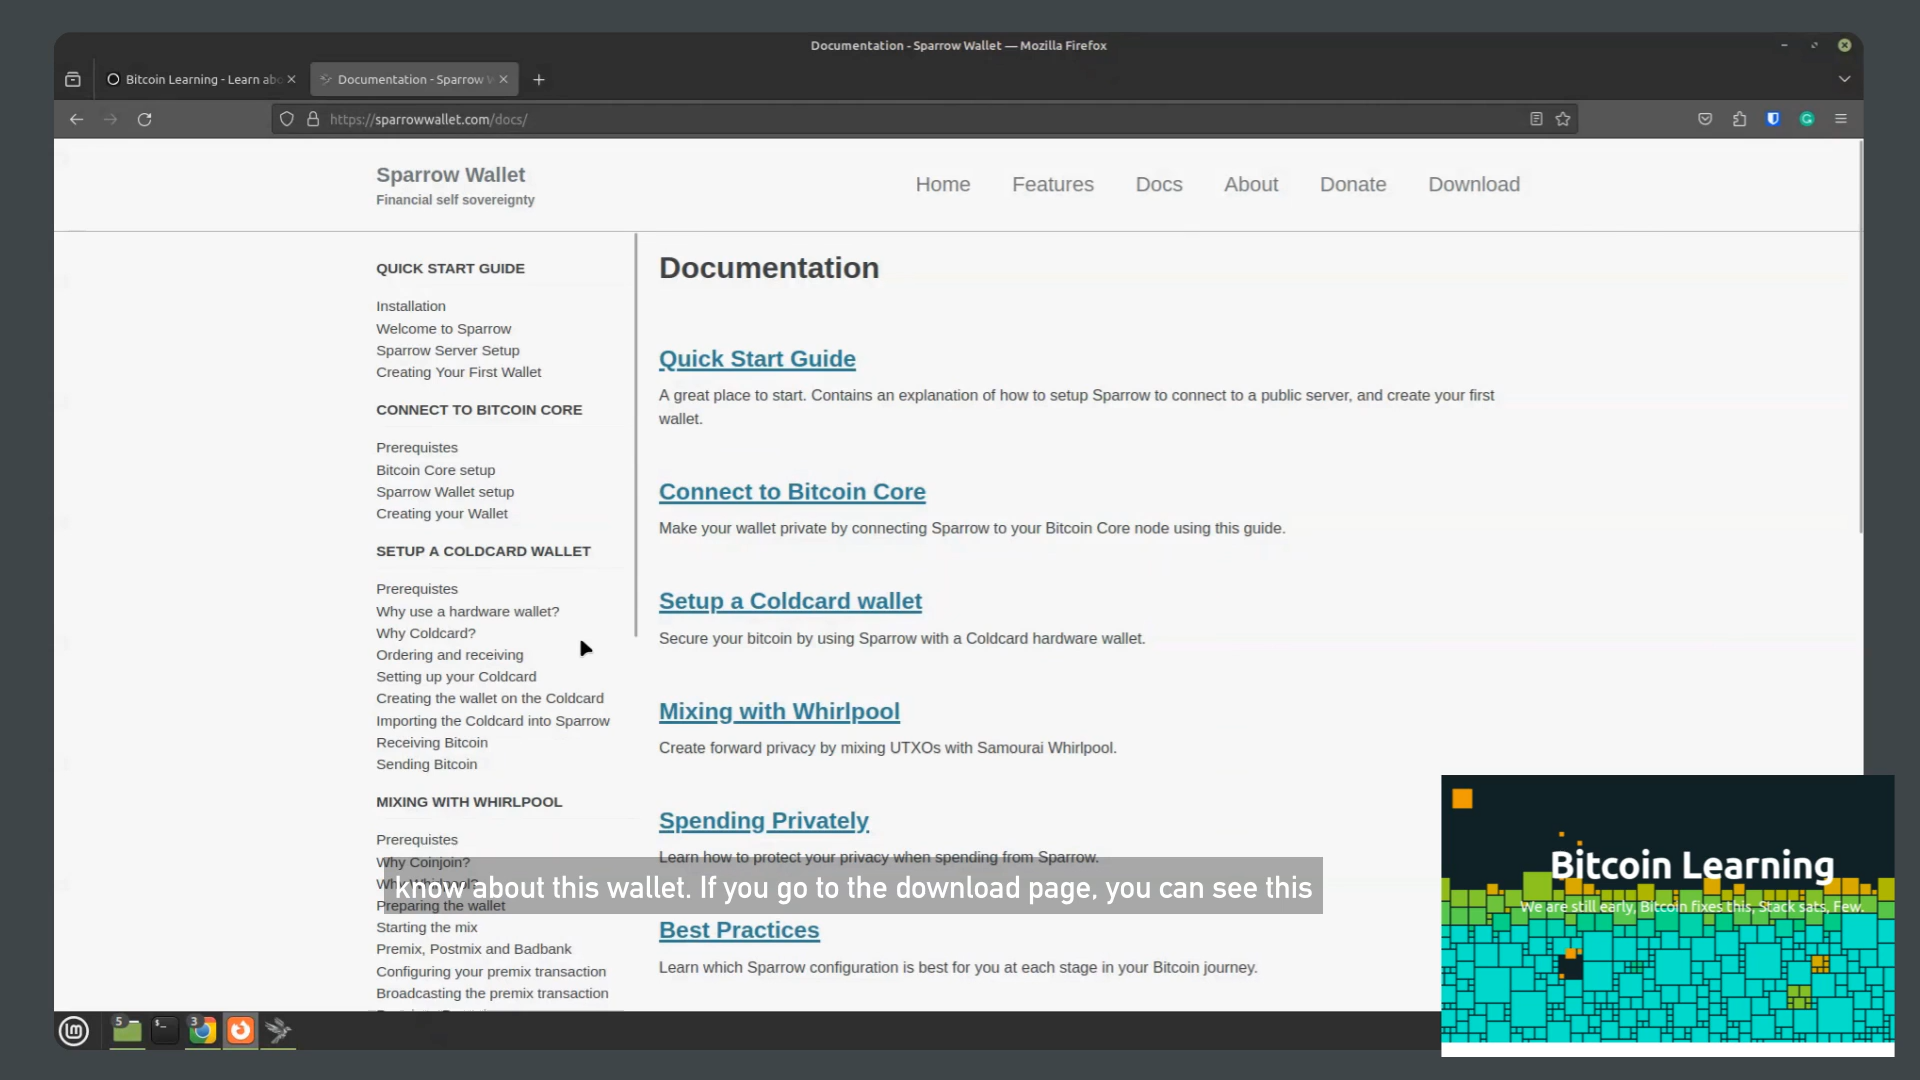 Documentation - Sparrow Wallet — Mozilla Firefox
Bitcoin Learning - Learn abo
Documentation - Sparrow W
https://sparrowwallet.com/docs/
Sparrow Wallet
Financial self sovereignty
Home
Features
Docs
About
Donate
Download
QUICK START GUIDE
Installation
Welcome to Sparrow
Sparrow Server Setup
Creating Your First Wallet
CONNECT TO BITCOIN CORE
Prerequistes
Bitcoin Core setup
Sparrow Wallet setup
Creating your Wallet
SETUP A COLDCARD WALLET
Prerequistes
Why use a hardware wallet?
Why Coldcard?
Ordering and receiving
Setting up your Coldcard
Creating the wallet on the Coldcard
Importing the Coldcard into Sparrow
Receiving Bitcoin
Sending Bitcoin
MIXING WITH WHIRLPOOL
Prerequistes
Why Coinjoin?
Why Whirlpool?
Preparing the wallet
Starting the mix
Premix, Postmix and Badbank
Configuring your premix transaction
Broadcasting the premix transaction
Documentation
Quick Start Guide
A great place to start. Contains an explanation of how to setup Sparrow to connect to a public server, and create your first
wallet.
Connect to Bitcoin Core
Make your wallet private by connecting Sparrow to your Bitcoin Core node using this guide.
Setup a Coldcard wallet
Secure your bitcoin by using Sparrow with a Coldcard hardware wallet.
Mixing with Whirlpool
Create forward privacy by mixing UTXOs with Samourai Whirlpool.
Spending Privately
Learn how to protect your privacy when spending from Sparrow.
know about this wallet. If you go to the download page, you can see this
Best Practices
Learn which Sparrow configuration is best for you at each stage in your Bitcoin journey.
Bitcoin Learning
We are still early, Bitcoin fixes this, Stack sats, Few.
5
3